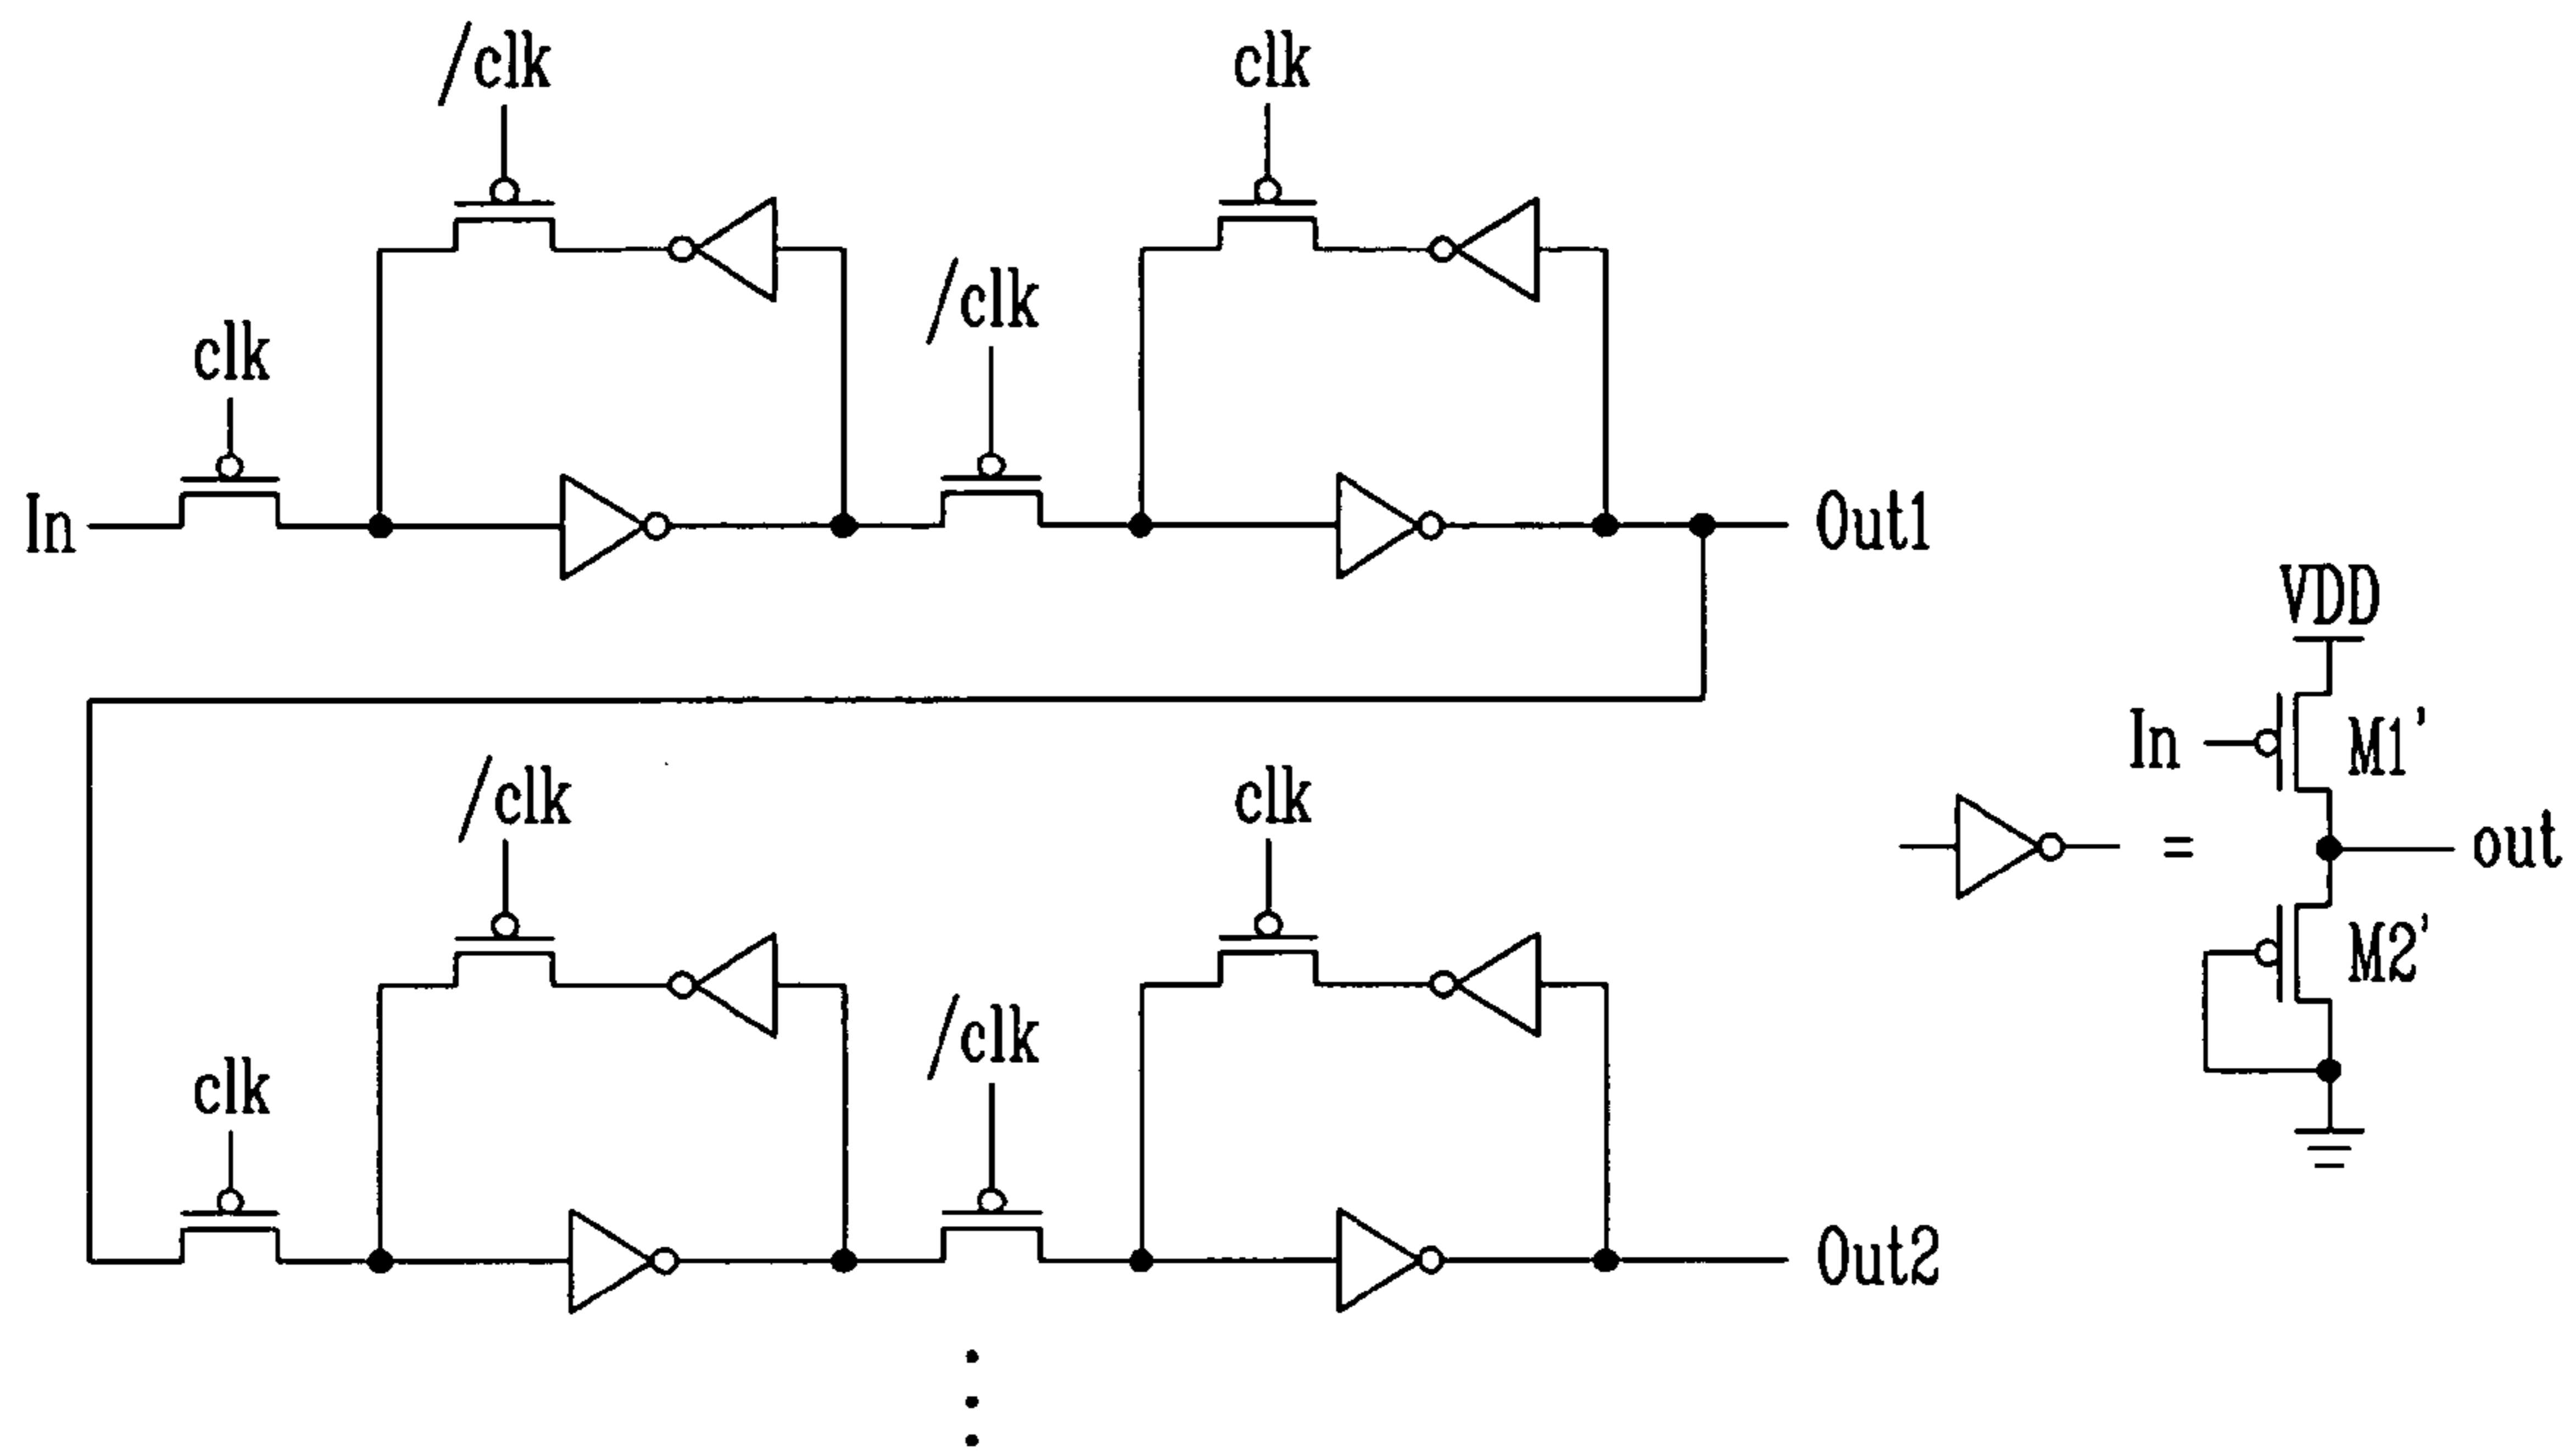 /clk
clk
/clk
clk
In
Out1
VDD
In
M1'
/clk
clk
=
out
M2'
/clk
clk
Out2